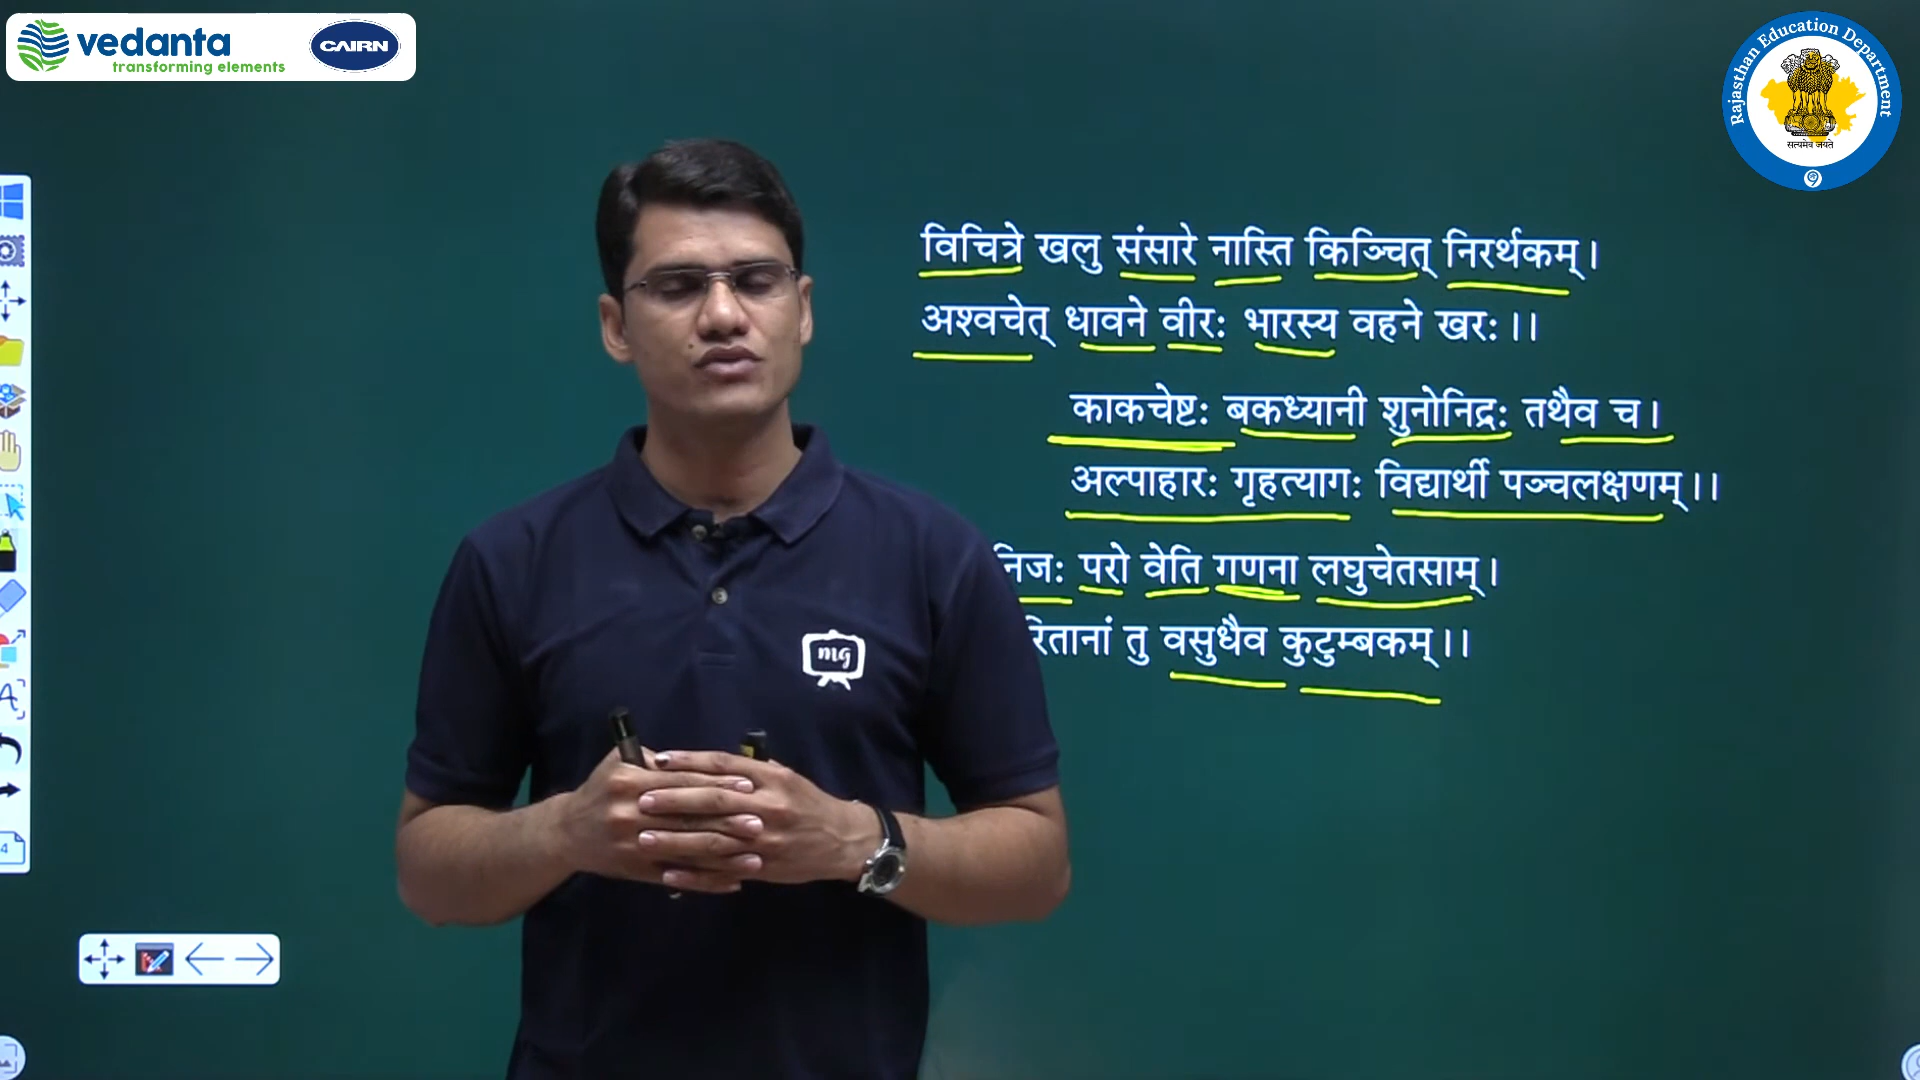 vedanta
transforming elements
CAIRN
Rajasthan Education Department
सत्यमेव जयते
विचित्रे खलु संसारे नास्ति किञ्चित् निरर्थकम्।
अश्वचेत् धावने वीरः भारस्य वहने खरः।।
काकचेष्टः बकध्यानी शुनोनिद्रः तथैव च।
अल्पाहारः गृहत्यागः विद्यार्थी पञ्चलक्षणम्।।
निजः परो वेति गणना लघुचेतसाम्।
रितानां तु वसुधैव कुटुम्बकम्।।
mg
4